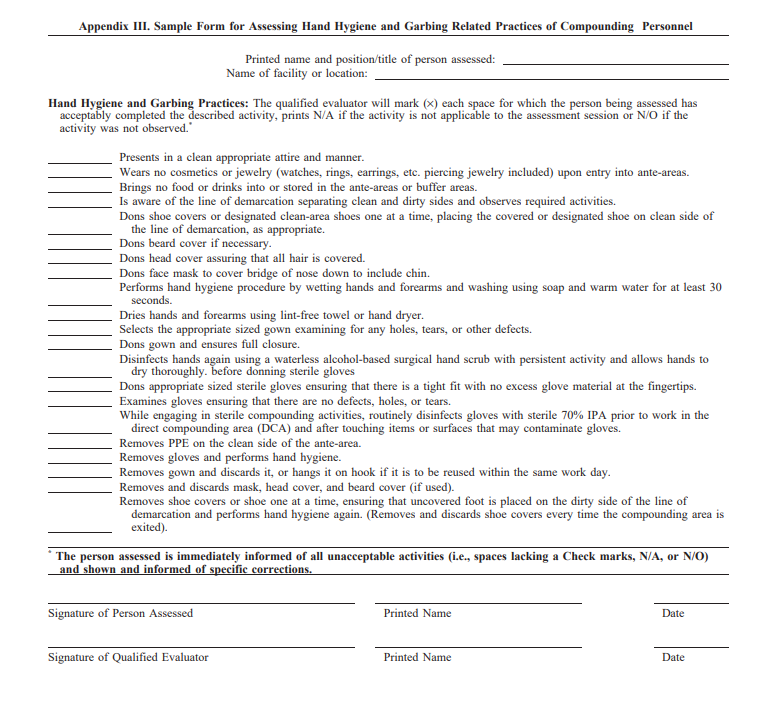 Appendix III. Sample Form for Assessing Hand Hygiene and Garbing Related Practices of Compounding Personnel
Printed name and position/title of person assessed:
Name of facility or location:
Hand Hygiene and Garbing Practices: The qualified evaluator will mark (×) each space for which the person being assessed has
acceptably completed the described activity, prints N/A if the activity is not applicable to the assessment session or N/O if the
activity was not observed.*
Presents in a clean appropriate attire and manner.
Wears no cosmetics or jewelry (watches, rings, earrings, etc. piercing jewelry included) upon entry into ante-areas.
Brings no food or drinks into or stored in the ante-areas or buffer areas.
Is aware of the line of demarcation separating clean and dirty sides and observes required activities.
Dons shoe covers or designated clean-area shoes one at a time, placing the covered or designated shoe on clean side of
the line of demarcation, as appropriate.
Dons beard cover if necessary.
Dons head cover assuring that all hair is covered.
Dons face mask to cover bridge of nose down to include chin.
Performs hand hygiene procedure by wetting hands and forearms and washing using soap and warm water for at least 30
seconds.
Dries hands and forearms using lint-free towel or hand dryer.
Selects the appropriate sized gown examining for any holes, tears, or other defects.
Dons gown and ensures full closure.
Disinfects hands again using a waterless alcohol-based surgical hand scrub with persistent activity and allows hands to
dry thoroughly. before donning sterile gloves
Dons appropriate sized sterile gloves ensuring that there is a tight fit with no excess glove material at the fingertips.
Examines gloves ensuring that there are no defects, holes, or tears.
While engaging in sterile compounding activities, routinely disinfects gloves with sterile 70% IPA prior to work in the
direct compounding area (DCA) and after touching items or surfaces that may contaminate gloves.
Removes PPE on the clean side of the ante-area.
Removes gloves and performs hand hygiene.
Removes gown and discards it, or hangs it on hook if it is to be reused within the same work day.
Removes and discards mask, head cover, and beard cover (if used).
Removes shoe covers or shoe one at a time, ensuring that uncovered foot is placed on the dirty side of the line of
demarcation and performs hand hygiene again. (Removes and discards shoe covers every time the compounding area is
exited).
* The person assessed is immediately informed of all unacceptable activities (i.e., spaces lacking a Check marks, N/A, or N/O)
and shown and informed of specific corrections.
Signature of Person Assessed Printed Name Date
Signature of Qualified Evaluator Printed Name Date